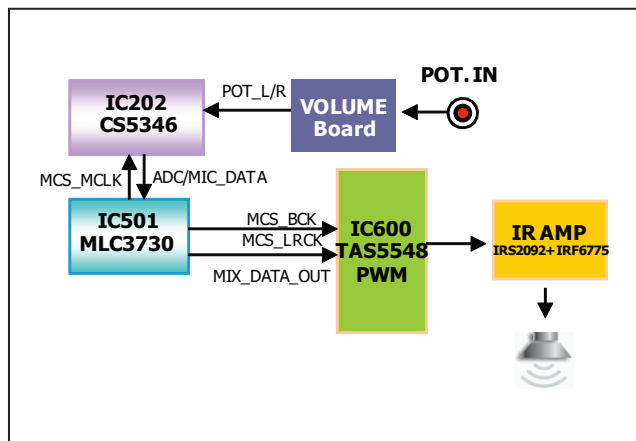 POT.IN
IC202
CS5346
POT_L/R
VOLUME
Board
MCS_MCLK
ADC/MIC_DATA
IC501
MLC3730
MCS_BCK
MCS_LRCK
MIX_DATA_OUT
IC600
TAS5548
PWM
IR AMP
IRS2092+IRF6775